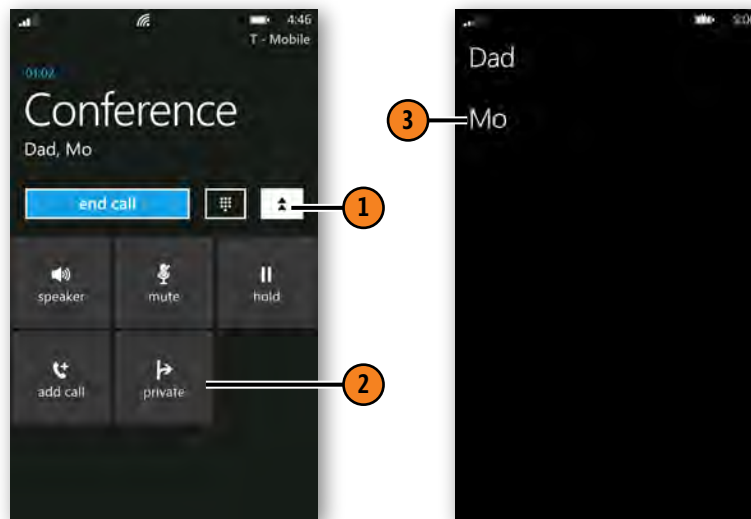 4:46
T - Mobile
01:02
Conference
Dad, Mo
end call
1
speaker
mute
hold
add call
private
2
Dad
3
Mo